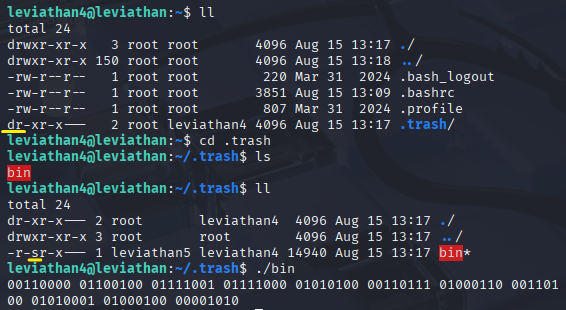 leviathan4@leviathan:~$ ll
total 24
drwxr-xr-x   3 root root       4096 Aug 15 13:17 ./
drwxr-xr-x 150 root root       4096 Aug 15 13:18 ../
-rw-r--r--   1 root root        220 Mar 31  2024 .bash_logout
-rw-r--r--   1 root root       3851 Aug 15 13:09 .bashrc
-rw-r--r--   1 root root        807 Mar 31  2024 .profile
dr-xr-x---   2 root leviathan4 4096 Aug 15 13:17 .trash/
leviathan4@leviathan:~$ cd .trash
leviathan4@leviathan:~/.trash$ ls
bin
leviathan4@leviathan:~/.trash$ ll
total 24
dr-xr-x--- 2 root       leviathan4  4096 Aug 15 13:17 ./
drwxr-xr-x 3 root       root        4096 Aug 15 13:17 ../
-r-sr-x--- 1 leviathan5 leviathan4 14940 Aug 15 13:17 bin*
leviathan4@leviathan:~/.trash$ ./bin
00110000 01100100 01111001 01111000 01010100 00110111 01000110 001101
00 01010001 01000100 00001010